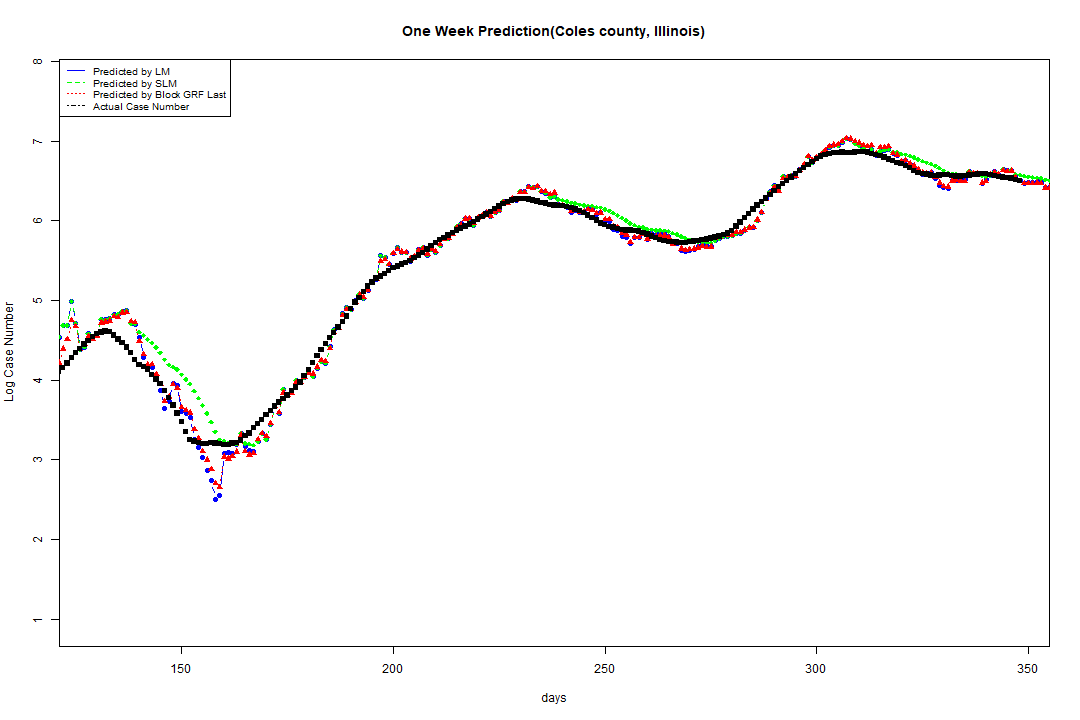 One Week Prediction(Coles county, Illinois)
Predicted by LM
Predicted by SLM
Predicted by Block GRF Last
Actual Case Number
8
7
6
5
4
3
2
1
Log Case Number
150 200 250 300 350
days